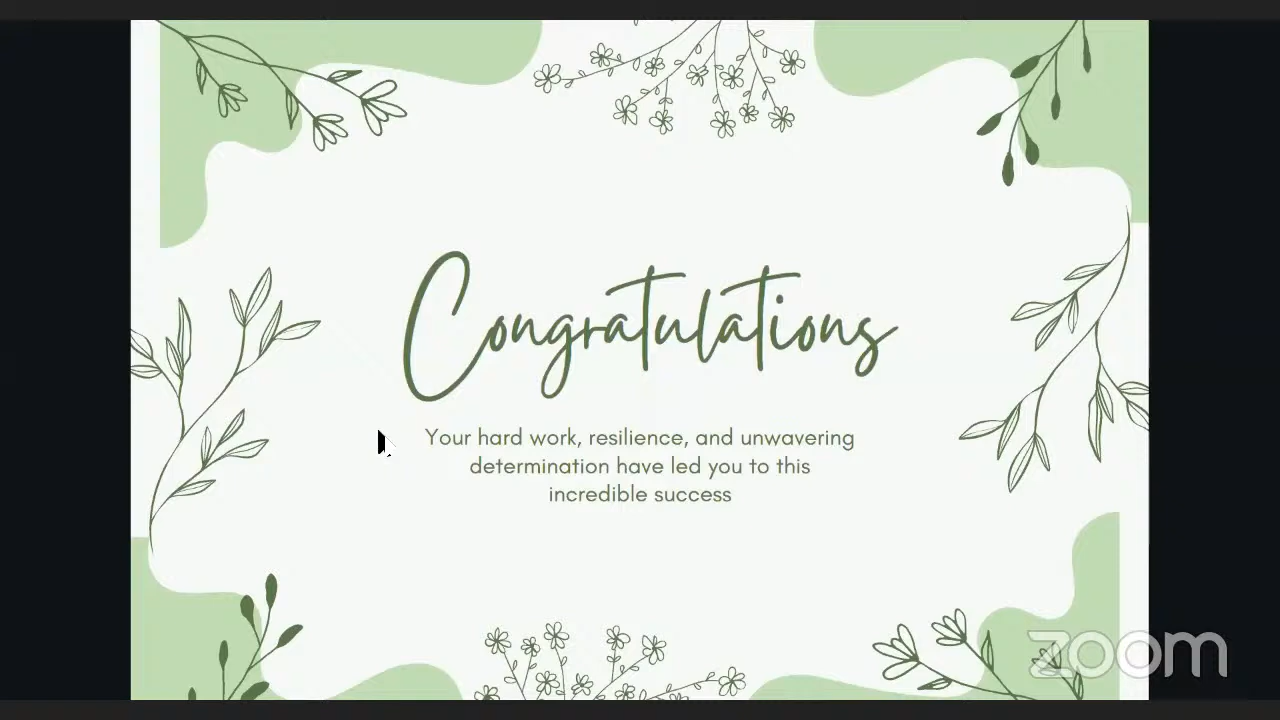 Congratulations
Your hard work, resilience, and unwavering
determination have led you to this
incredible success
zoom